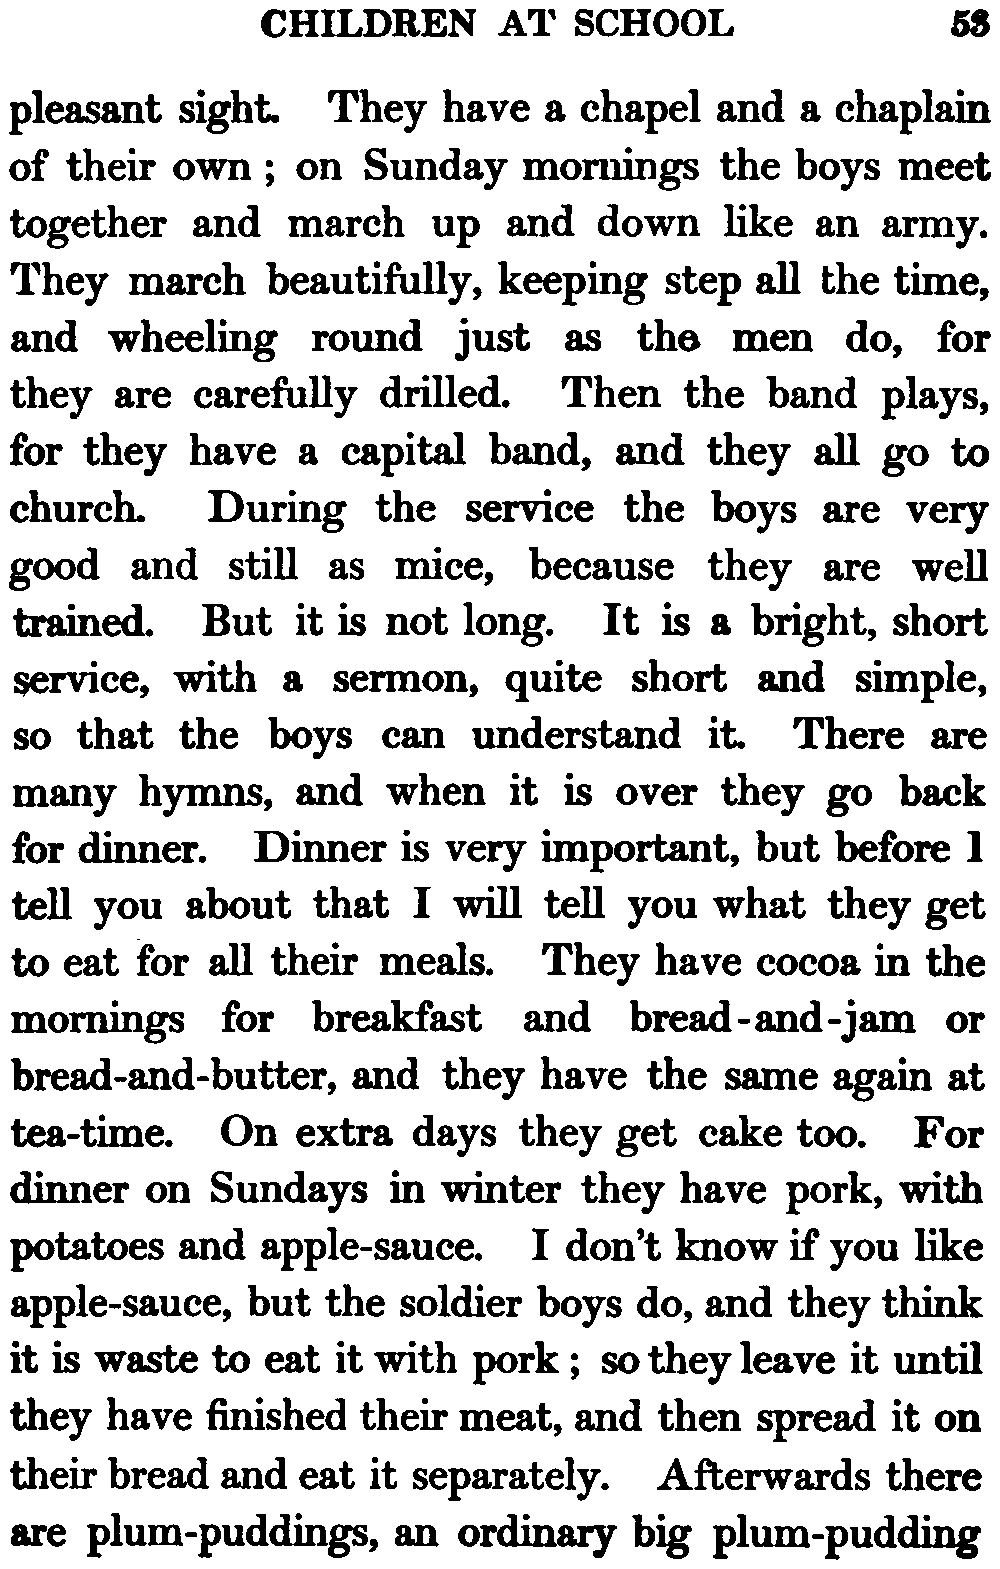 CHILDREN AT SCHOOL 53
pleasant sight. They have a chapel and a chaplain
of their own ; on Sunday mornings the boys meet
together and march up and down like an army.
They march beautifully, keeping step all the time,
and wheeling round just as the men do, for
they are carefully drilled. Then the band plays,
for they have a capital band, and they all go to
church. During the service the boys are very
good and still as mice, because they are well
trained. But it is not long. It is a bright, short
service, with a sermon, quite short and simple,
so that the boys can understand it. There are
many hymns, and when it is over they go back
for dinner. Dinner is very important, but before I
tell you about that I will tell you what they get
to eat for all their meals. They have cocoa in the
mornings for breakfast and bread-and-jam or
bread-and-butter, and they have the same again at
tea-time. On extra days they get cake too. For
dinner on Sundays in winter they have pork, with
potatoes and apple-sauce. I don't know if you like
apple-sauce, but the soldier boys do, and they think
it is waste to eat it with pork ; so they leave it until
they have finished their meat, and then spread it on
their bread and eat it separately. Afterwards there
are plum-puddings, an ordinary big plum-pudding